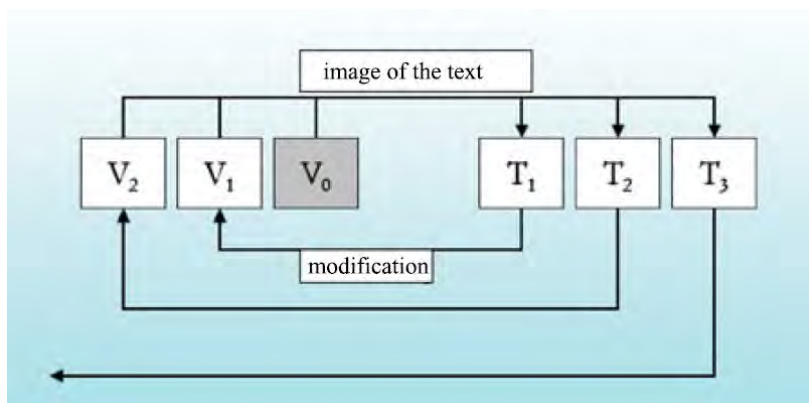 image of the text
V₂ V₁ V₀ T₁ T₂ T₃
modification